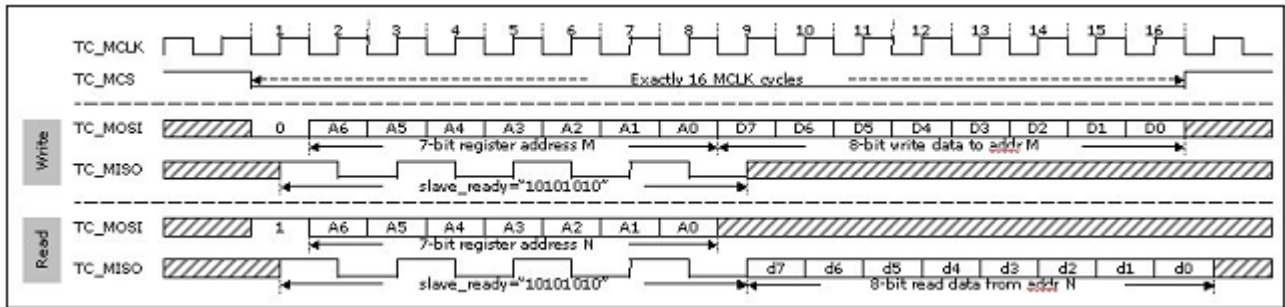 1 2 3 4 5 6 7 8 9 10 11 12 13 14 15 16
TC_MCLK
TC_MCS Exactly 16 MCLK cycles
Write
TC_MOSI 0 A6 A5 A4 A3 A2 A1 A0 D7 D6 D5 D4 D3 D2 D1 D0
7-bit register address M 8-bit write data to addr M
TC_MISO
slave_ready="10101010"
Read
TC_MOSI 1 A6 A5 A4 A3 A2 A1 A0
7-bit register address N
TC_MISO d7 d6 d5 d4 d3 d2 d1 d0
slave_ready="10101010" 8-bit read data from addr N